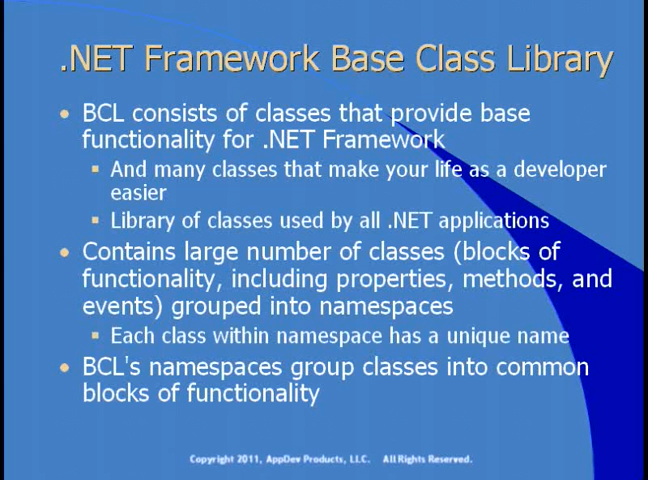 .NET Framework Base Class Library
• BCL consists of classes that provide base
functionality for .NET Framework
▪ And many classes that make your life as a developer
easier
▪ Library of classes used by all .NET applications
• Contains large number of classes (blocks of
functionality, including properties, methods, and
events) grouped into namespaces
▪ Each class within namespace has a unique name
• BCL's namespaces group classes into common
blocks of functionality
Copyright 2011, AppDev Products, LLC. All Rights Reserved.